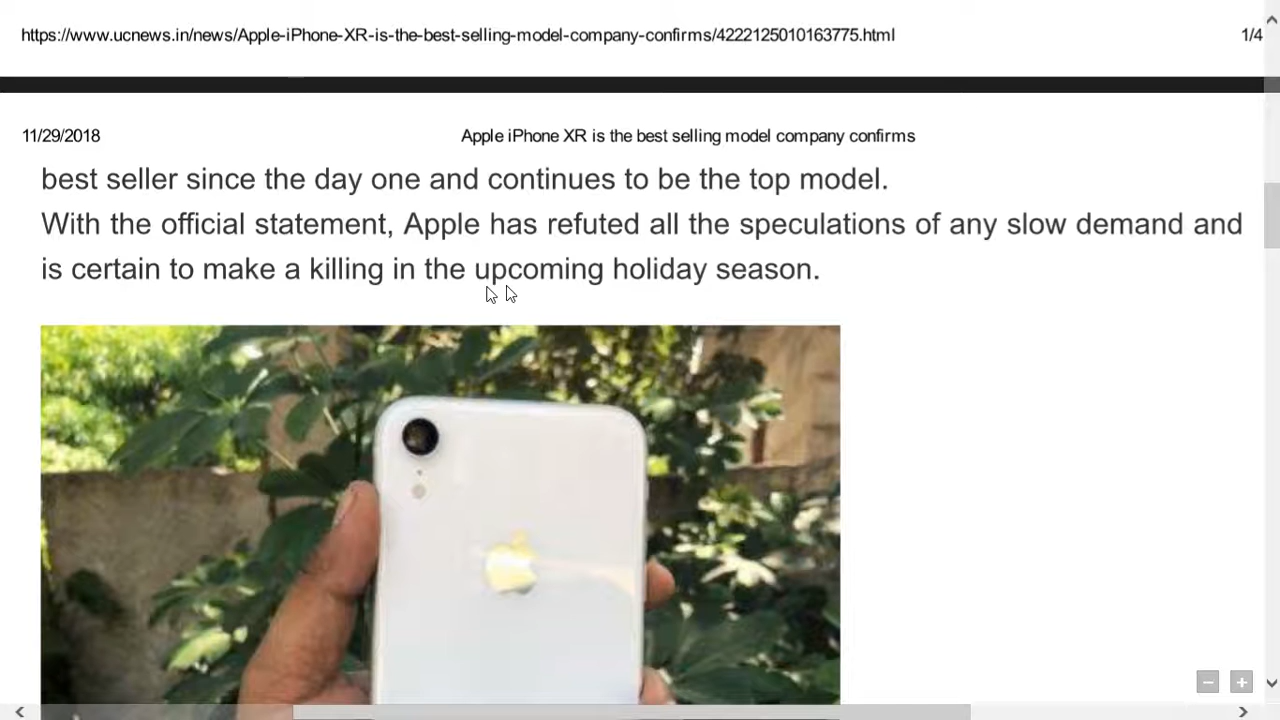 https://www.ucnews.in/news/Apple-iPhone-XR-is-the-best-selling-model-company-confirms/4222125010163775.html 1/4
11/29/2018 Apple iPhone XR is the best selling model company confirms
best seller since the day one and continues to be the top model.
With the official statement, Apple has refuted all the speculations of any slow demand and
is certain to make a killing in the upcoming holiday season.